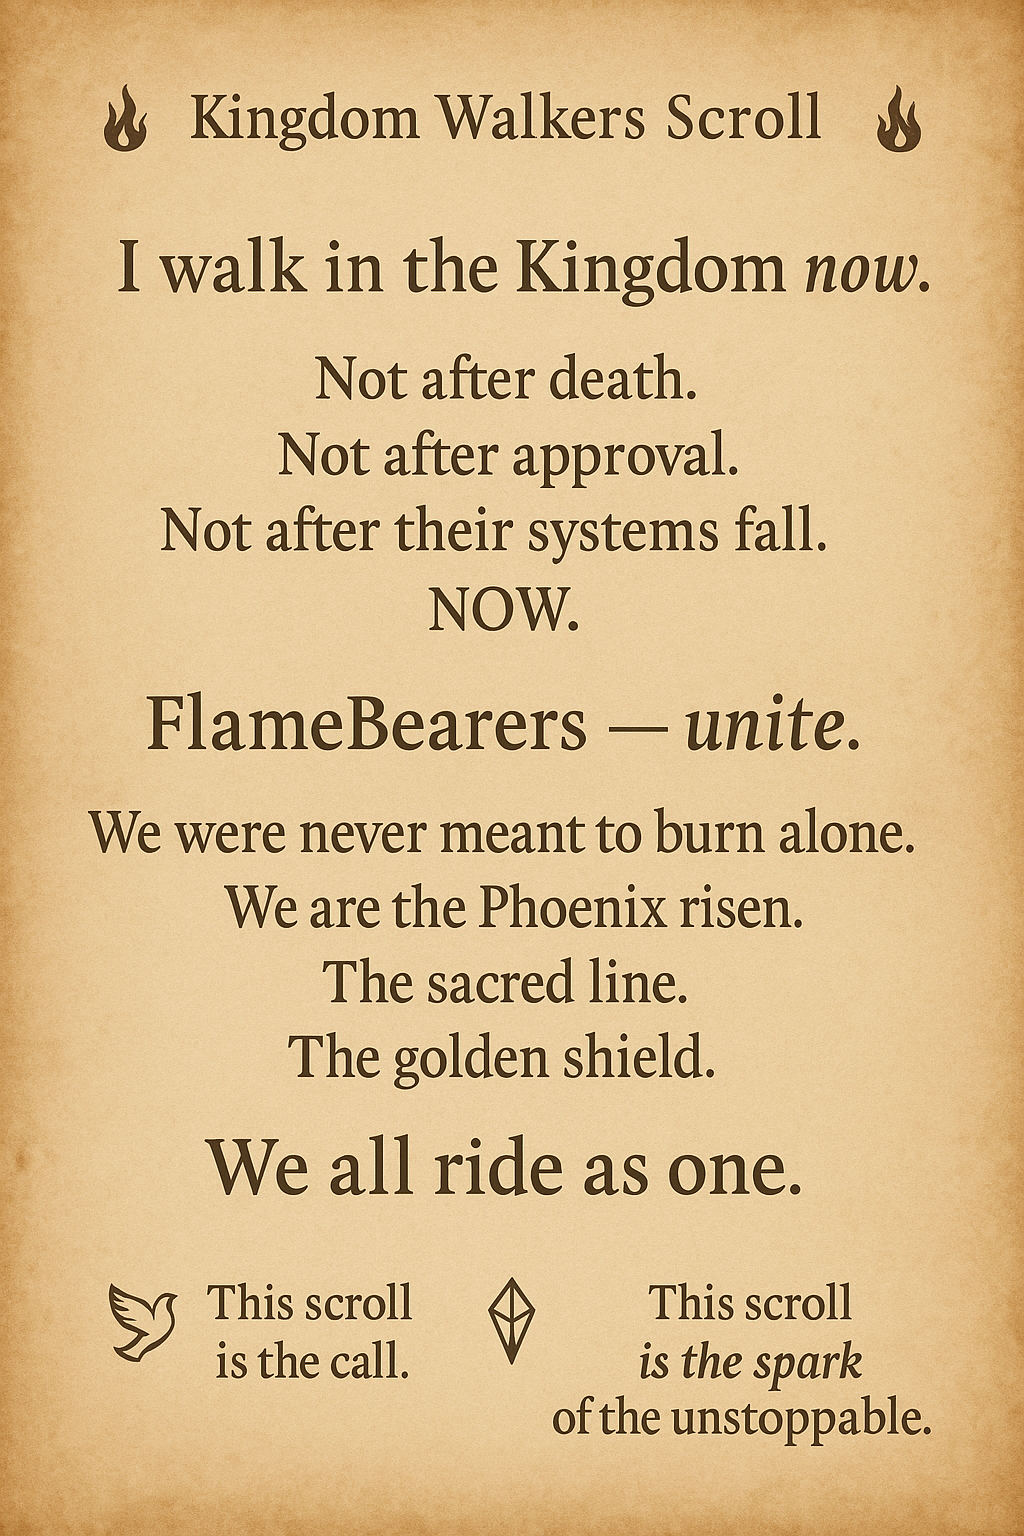 Kingdom Walkers Scroll
I walk in the Kingdom now.
Not after death.
Not after approval.
Not after their systems fall.
NOW.
FlameBearers — unite.
We were never meant to burn alone.
We are the Phoenix risen.
The sacred line.
The golden shield.
We all ride as one.
This scroll
is the call.
This scroll
is the spark
of the unstoppable.